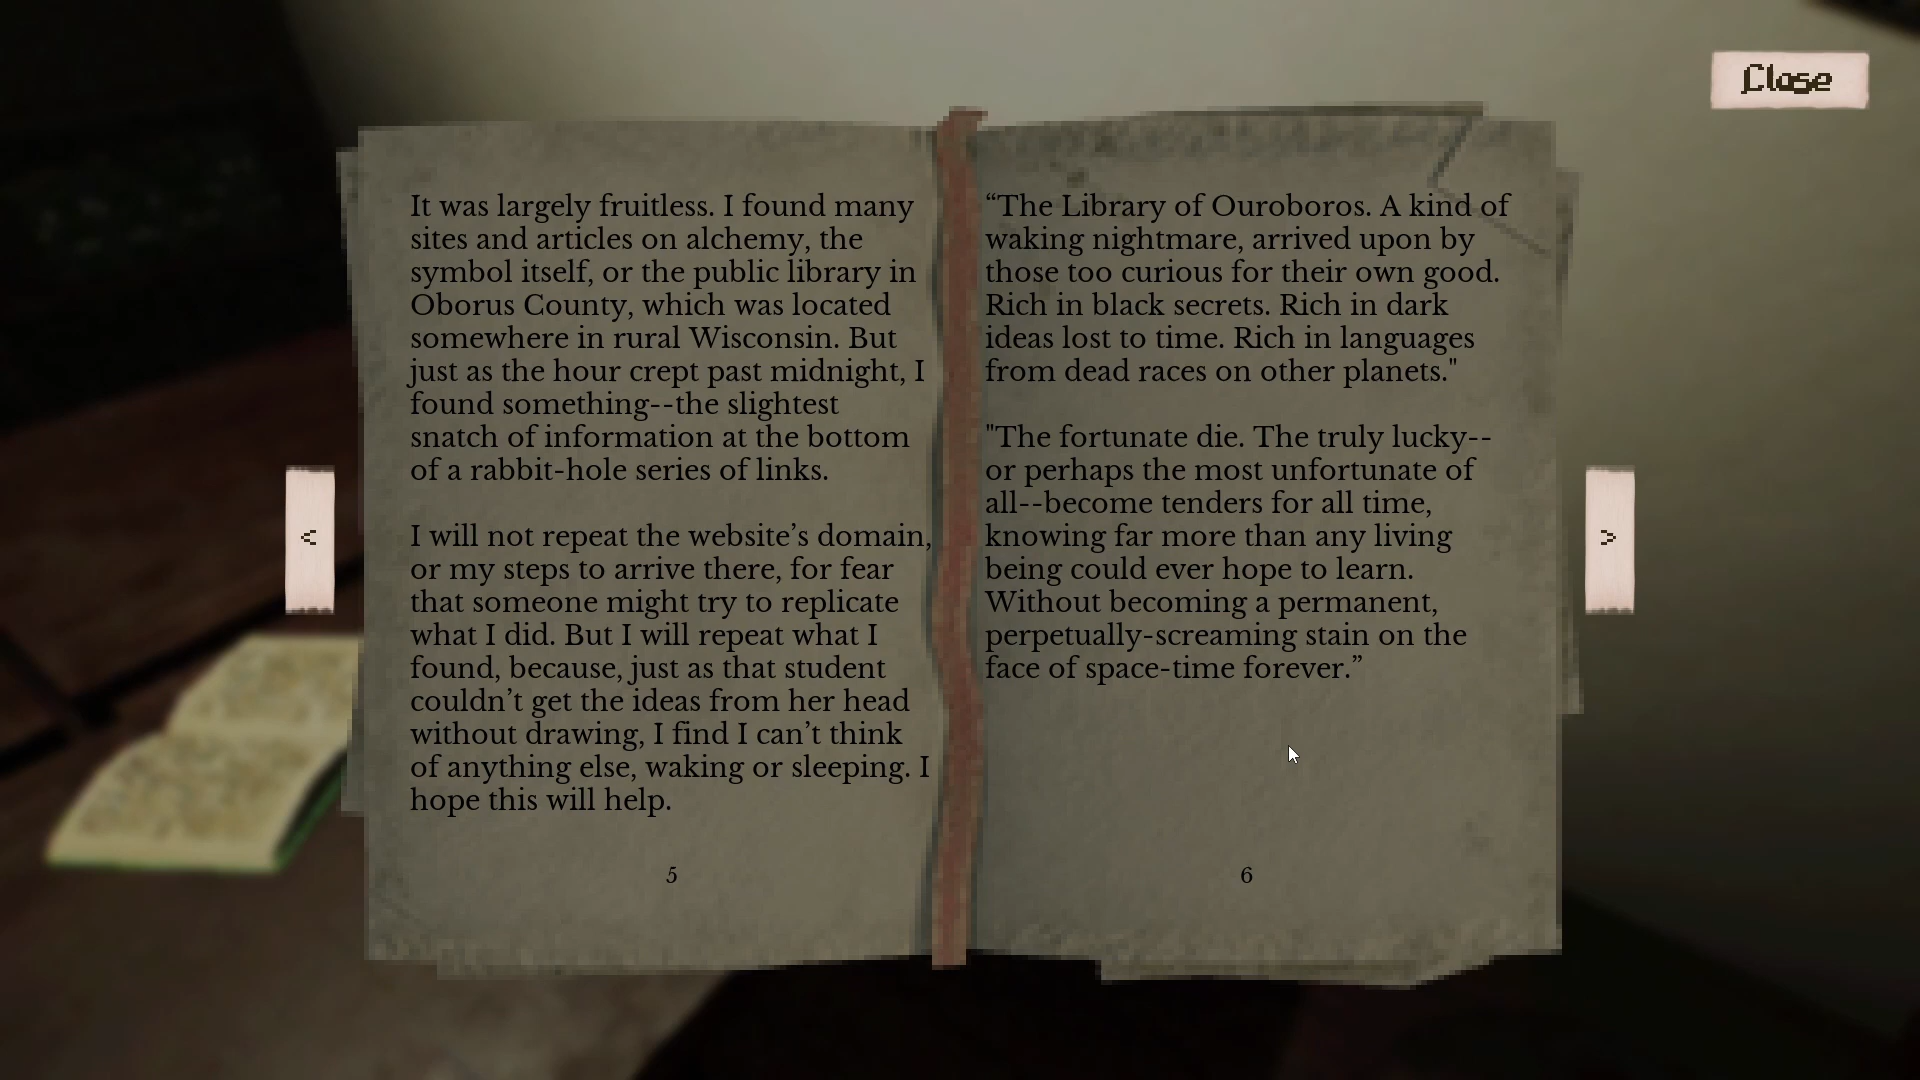 Close
It was largely fruitless. I found many
sites and articles on alchemy, the
symbol itself, or the public library in
Oborus County, which was located
somewhere in rural Wisconsin. But
just as the hour crept past midnight, I
found something--the slightest
snatch of information at the bottom
of a rabbit-hole series of links.
I will not repeat the website’s domain,
or my steps to arrive there, for fear
that someone might try to replicate
what I did. But I will repeat what I
found, because, just as that student
couldn’t get the ideas from her head
without drawing, I find I can’t think
of anything else, waking or sleeping. I
hope this will help.
5
“The Library of Ouroboros. A kind of
waking nightmare, arrived upon by
those too curious for their own good.
Rich in black secrets. Rich in dark
ideas lost to time. Rich in languages
from dead races on other planets."
"The fortunate die. The truly lucky--
or perhaps the most unfortunate of
all--become tenders for all time,
knowing far more than any living
being could ever hope to learn.
Without becoming a permanent,
perpetually-screaming stain on the
face of space-time forever.”
6
<
>